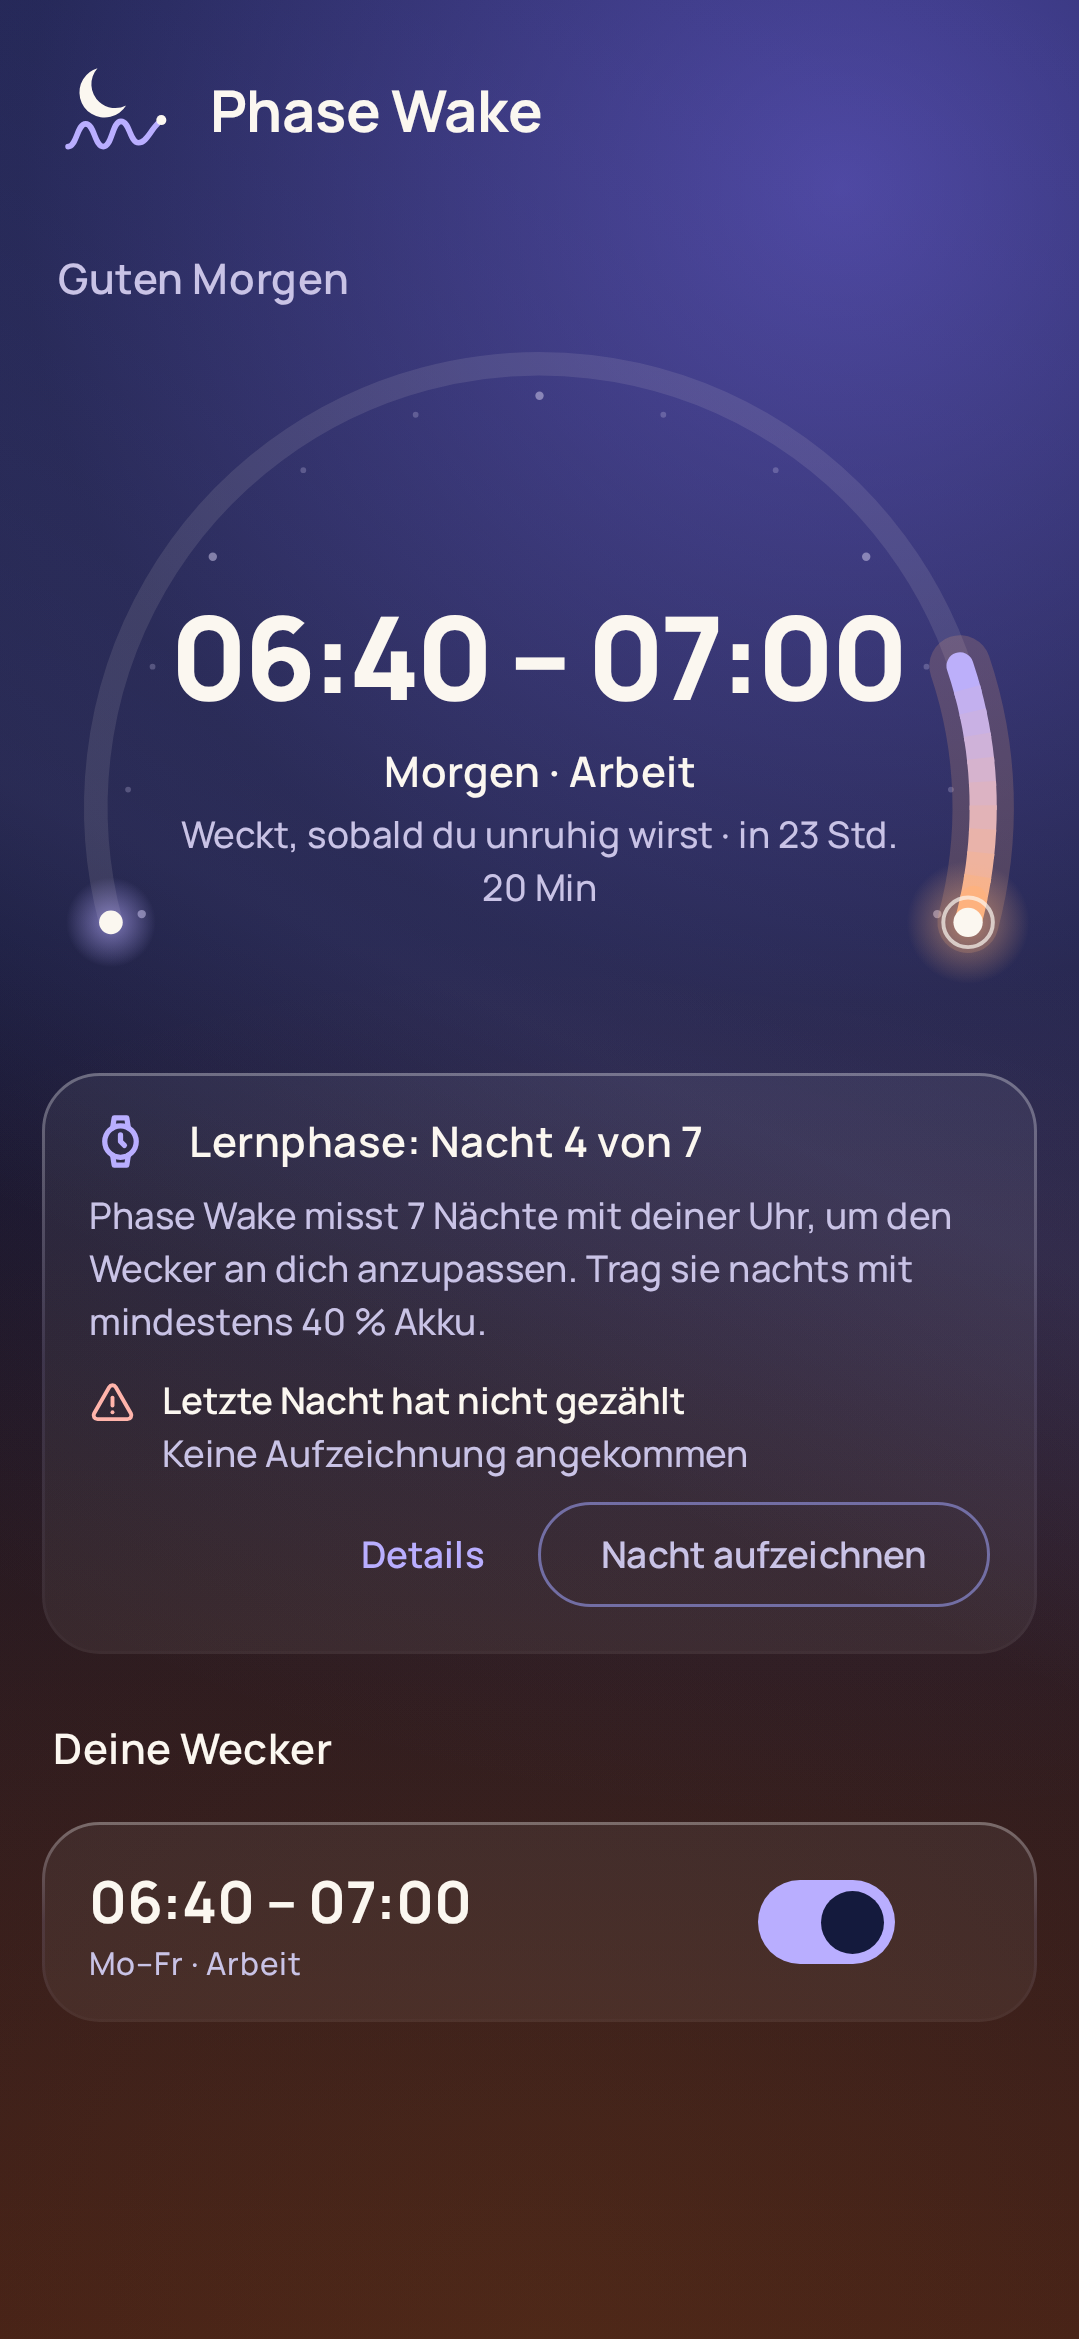 Phase Wake
Guten Morgen
06:40 – 07:00
Morgen · Arbeit
Weckt, sobald du unruhig wirst · in 23 Std.
20 Min
Lernphase: Nacht 4 von 7
Phase Wake misst 7 Nächte mit deiner Uhr, um den
Wecker an dich anzupassen. Trag sie nachts mit
mindestens 40 % Akku.
Letzte Nacht hat nicht gezählt
Keine Aufzeichnung angekommen
Details
Nacht aufzeichnen
Deine Wecker
06:40 – 07:00
Mo–Fr · Arbeit